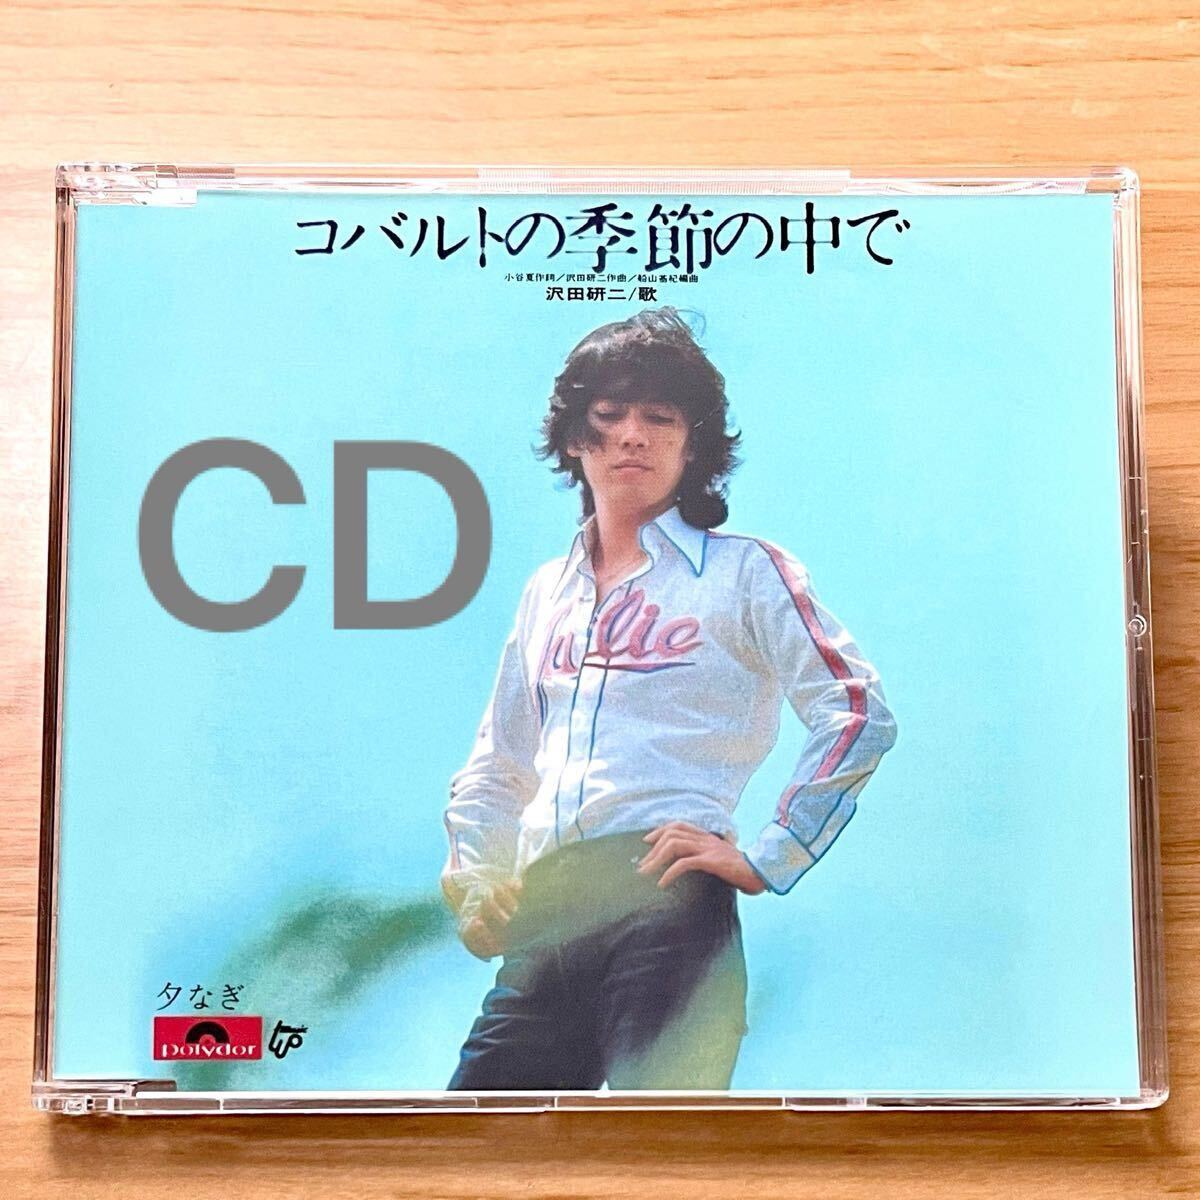 コバルトの季節の中で
小谷夏作詞／沢田研二作曲／船山基紀編曲
沢田研二/歌
CD
Julie
夕なぎ
polydor